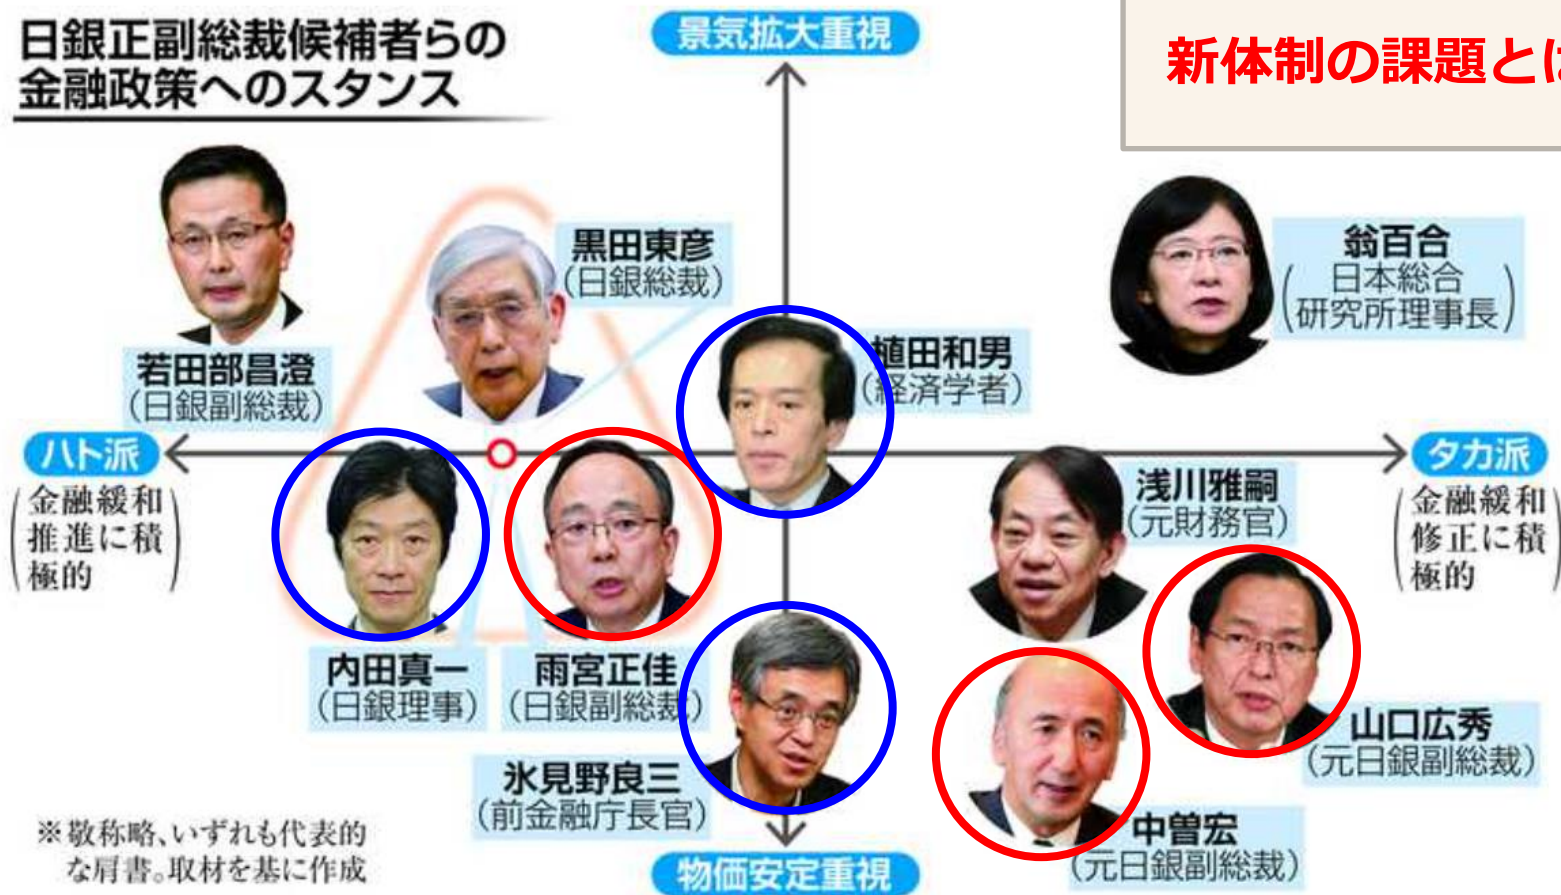 日銀正副総裁候補者らの
金融政策へのスタンス
景気拡大重視
新体制の課題とは
黒田東彦
(日銀総裁)
翁百合
(日本総合
研究所理事長)
若田部昌澄
(日銀副総裁)
植田和男
(経済学者)
ハト派
(金融緩和
推進に積
極的)
タカ派
(金融緩和
修正に積
極的)
浅川雅嗣
(元財務官)
内田真一
(日銀理事)
雨宮正佳
(日銀副総裁)
山口広秀
(元日銀副総裁)
氷見野良三
(前金融庁長官)
中曽宏
(元日銀副総裁)
※敬称略、いずれも代表的
な肩書。取材を基に作成
物価安定重視